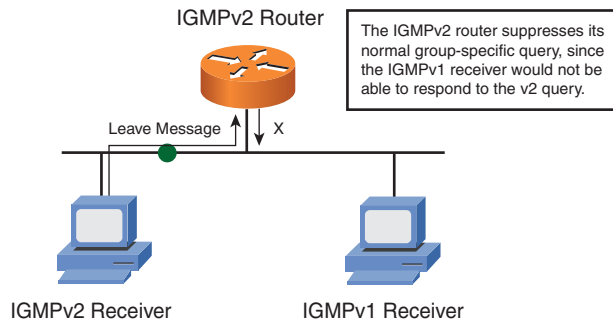 IGMPv2 Router
The IGMPv2 router suppresses its
normal group-specific query, since
the IGMPv1 receiver would not be
able to respond to the v2 query.
Leave Message
X
IGMPv2 Receiver
IGMPv1 Receiver